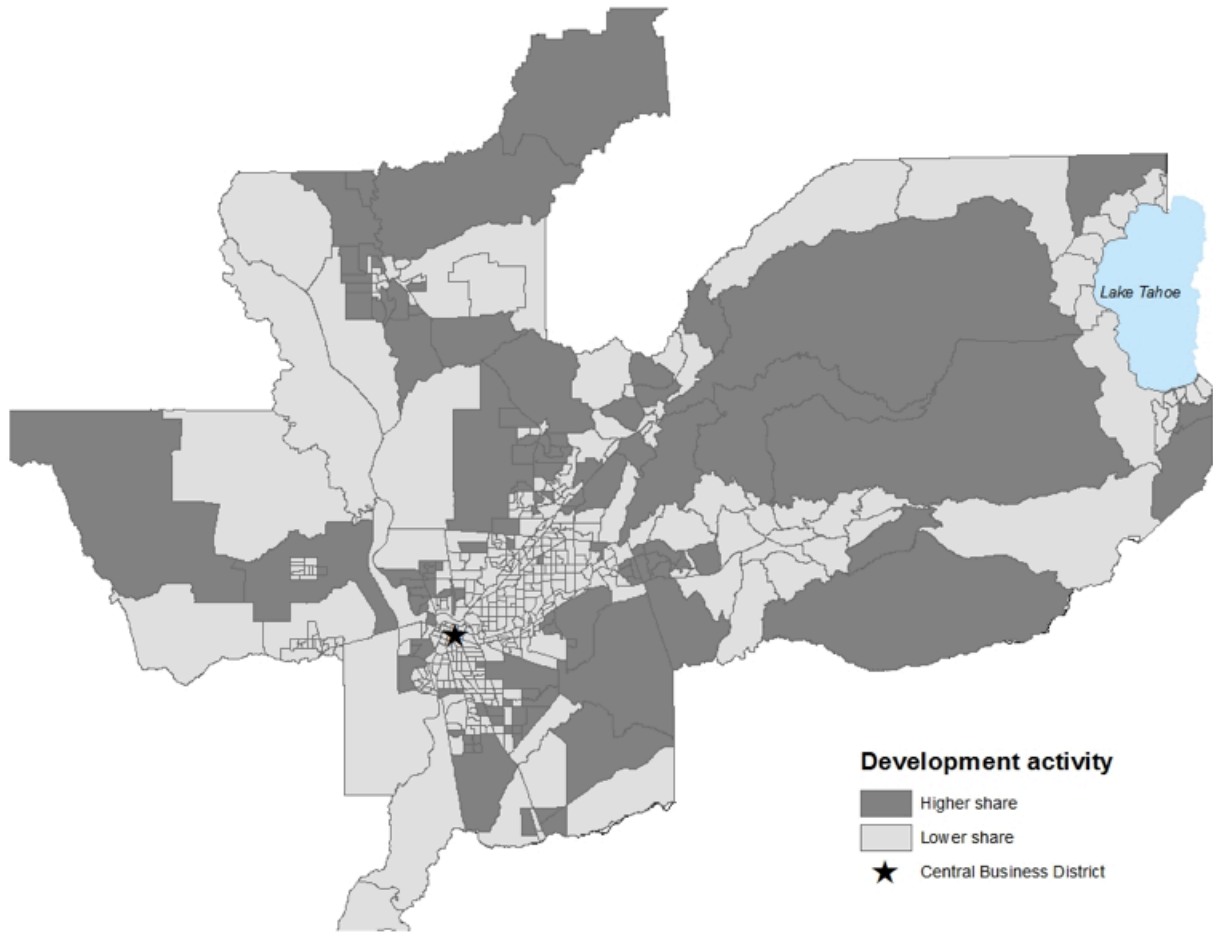 Lake Tahoe
Development activity
Higher share
Lower share
Central Business District